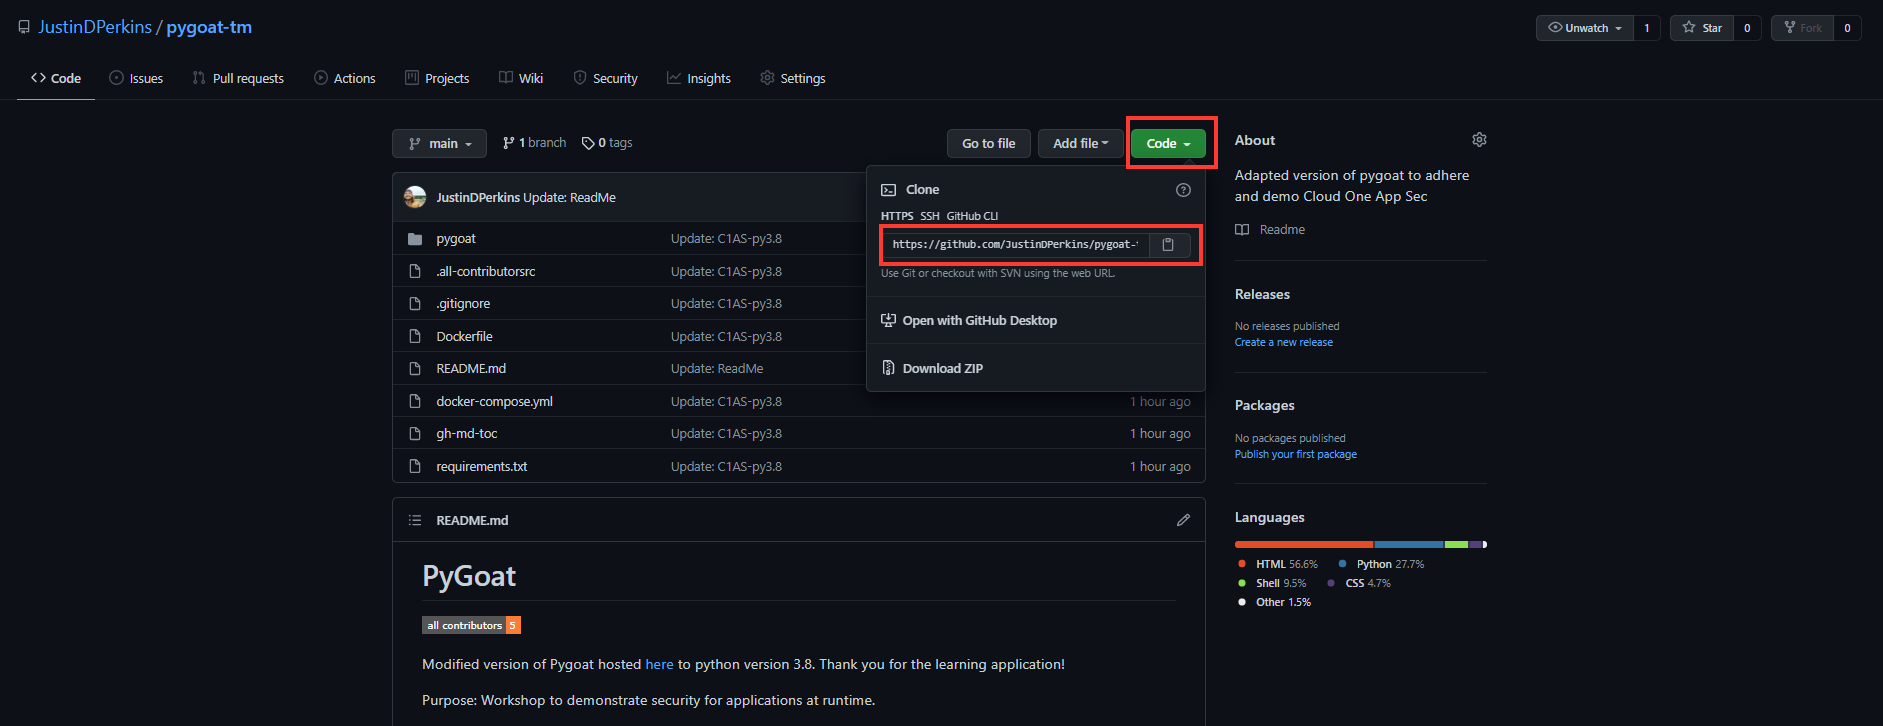 JustinDPerkins / pygoat-tm
Unwatch 1 Star 0 Fork 0
Code Issues Pull requests Actions Projects Wiki Security Insights Settings
main 1 branch 0 tags Go to file Add file Code
JustinDPerkins Update: ReadMe
pygoat Update: C1AS-py3.8
.all-contributorsrc Update: C1AS-py3.8
.gitignore Update: C1AS-py3.8
Dockerfile Update: C1AS-py3.8
README.md Update: ReadMe
docker-compose.yml Update: C1AS-py3.8 1 hour ago
gh-md-toc Update: C1AS-py3.8 1 hour ago
requirements.txt Update: C1AS-py3.8 1 hour ago
Clone
HTTPS SSH GitHub CLI
https://github.com/JustinDPerkins/pygoat-
Use Git or checkout with SVN using the web URL.
Open with GitHub Desktop
Download ZIP
README.md
PyGoat
all contributors 5
Modified version of Pygoat hosted here to python version 3.8. Thank you for the learning application!
Purpose: Workshop to demonstrate security for applications at runtime.
About
Adapted version of pygoat to adhere
and demo Cloud One App Sec
Readme
Releases
No releases published
Create a new release
Packages
No packages published
Publish your first package
Languages
HTML 56.6% Python 27.7%
Shell 9.5% CSS 4.7%
Other 1.5%